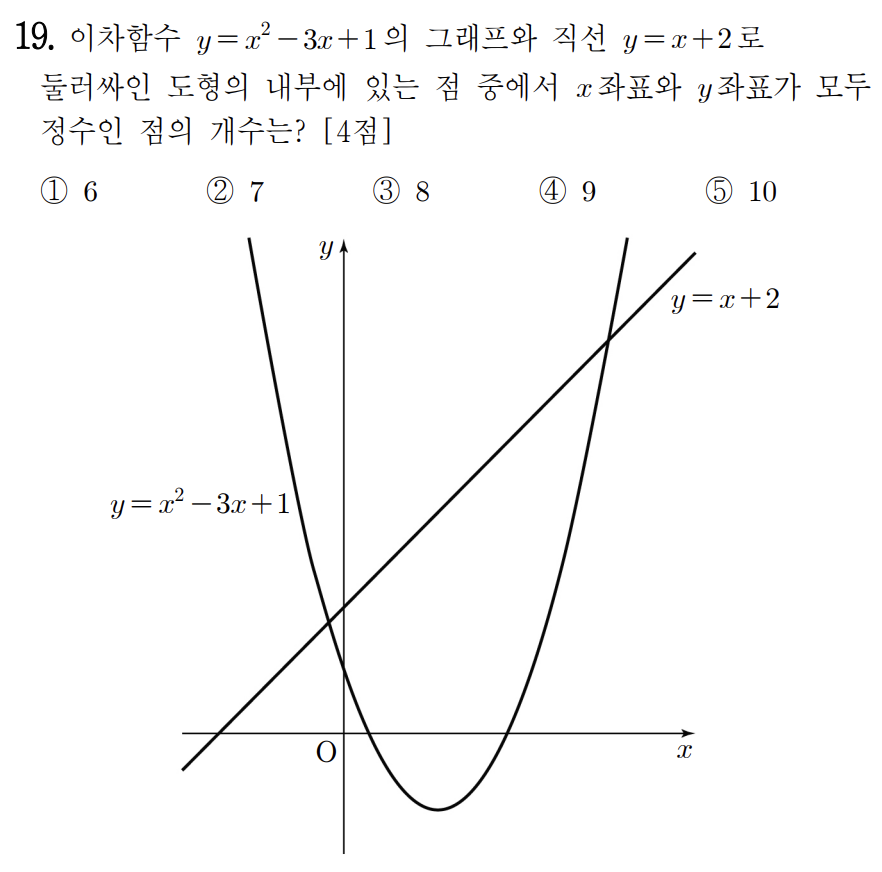 19. 이차함수 y=x²-3x+1의 그래프와 직선 y=x+2로
둘러싸인 도형의 내부에 있는 점 중에서 x좌표와 y좌표가 모두
정수인 점의 개수는? [4점]
① 6 ② 7 ③ 8 ④ 9 ⑤ 10
y
y=x+2
y=x²-3x+1
O
x